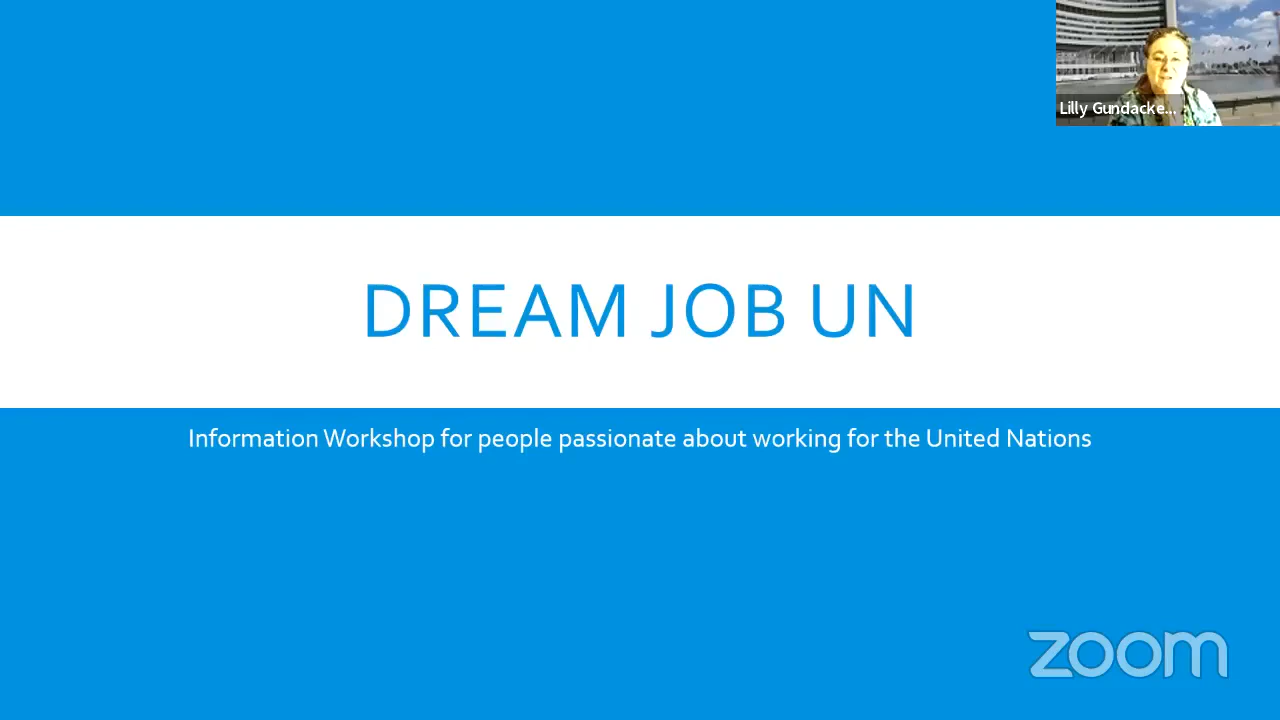 Lilly Gundacke...
DREAM JOB UN
Information Workshop for people passionate about working for the United Nations
zoom